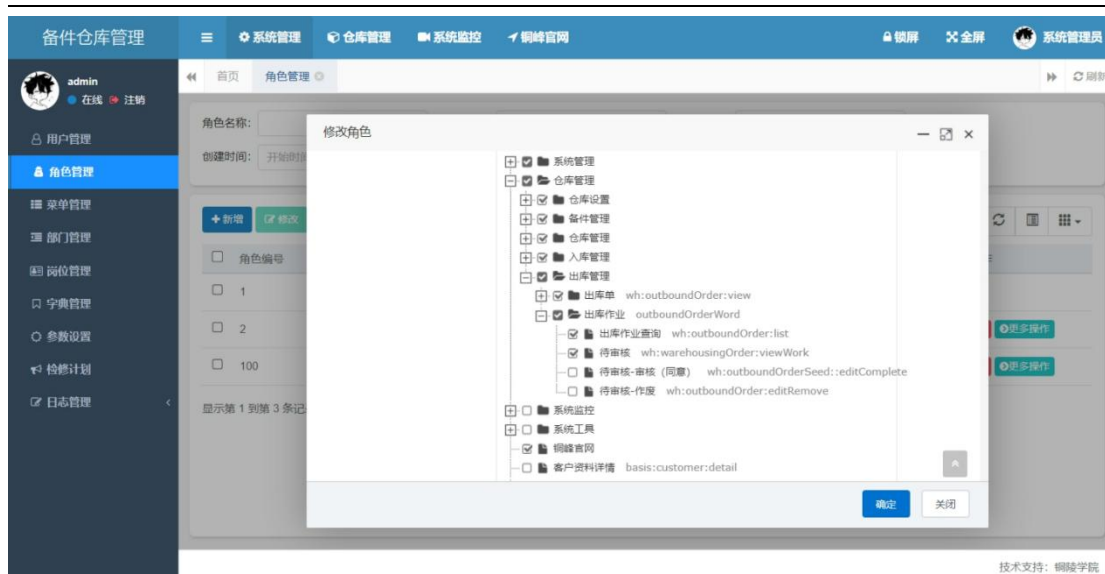 备件仓库管理
系统管理 仓库管理 系统监控 铜峰官网 锁屏 全屏 系统管理员
admin
在线 注销
首页 角色管理 刷新
用户管理
角色管理
菜单管理
部门管理
岗位管理
字典管理
参数设置
检修计划
日志管理
角色名称:
创建时间: 开始时间
新增 修改
角色编号
1
2 更多操作
100 更多操作
显示第 1 到第 3 条记
修改角色
系统管理
仓库管理
仓库设置
备件管理
仓库管理
入库管理
出库管理
出库单 wh:outboundOrder:view
出库作业 outboundOrderWord
出库作业查询 wh:outboundOrder:list
待审核 wh:warehousingOrder:viewWork
待审核-审核（同意） wh:outboundOrderSeed::editComplete
待审核-作废 wh:outboundOrder:editRemove
系统监控
系统工具
铜峰官网
客户资料详情 basis:customer:detail
确定 关闭
技术支持：铜陵学院